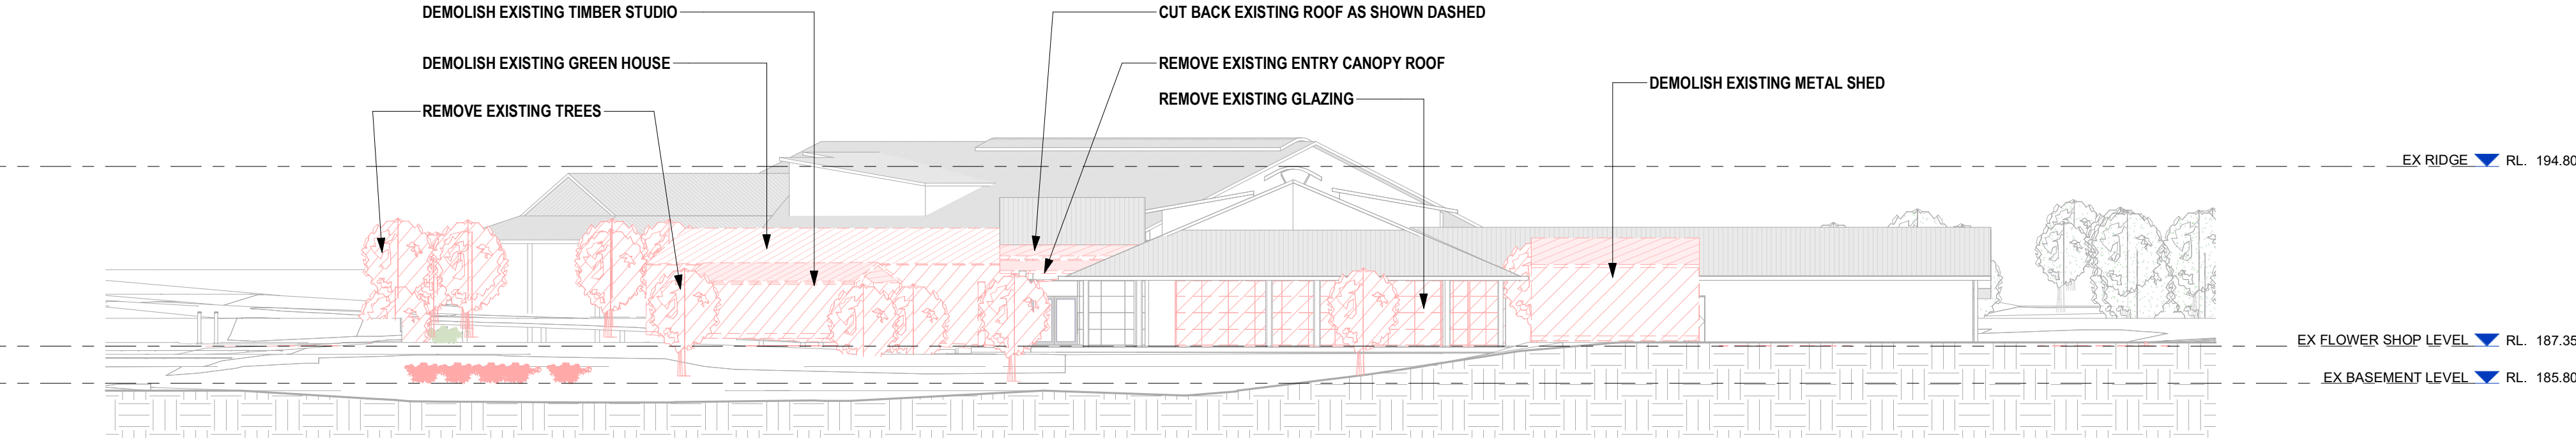 DEMOLISH EXISTING TIMBER STUDIO
CUT BACK EXISTING ROOF AS SHOWN DASHED
DEMOLISH EXISTING GREEN HOUSE
REMOVE EXISTING ENTRY CANOPY ROOF
DEMOLISH EXISTING METAL SHED
REMOVE EXISTING GLAZING
REMOVE EXISTING TREES
EX RIDGE RL. 194.80
EX FLOWER SHOP LEVEL RL. 187.35
EX BASEMENT LEVEL RL. 185.80